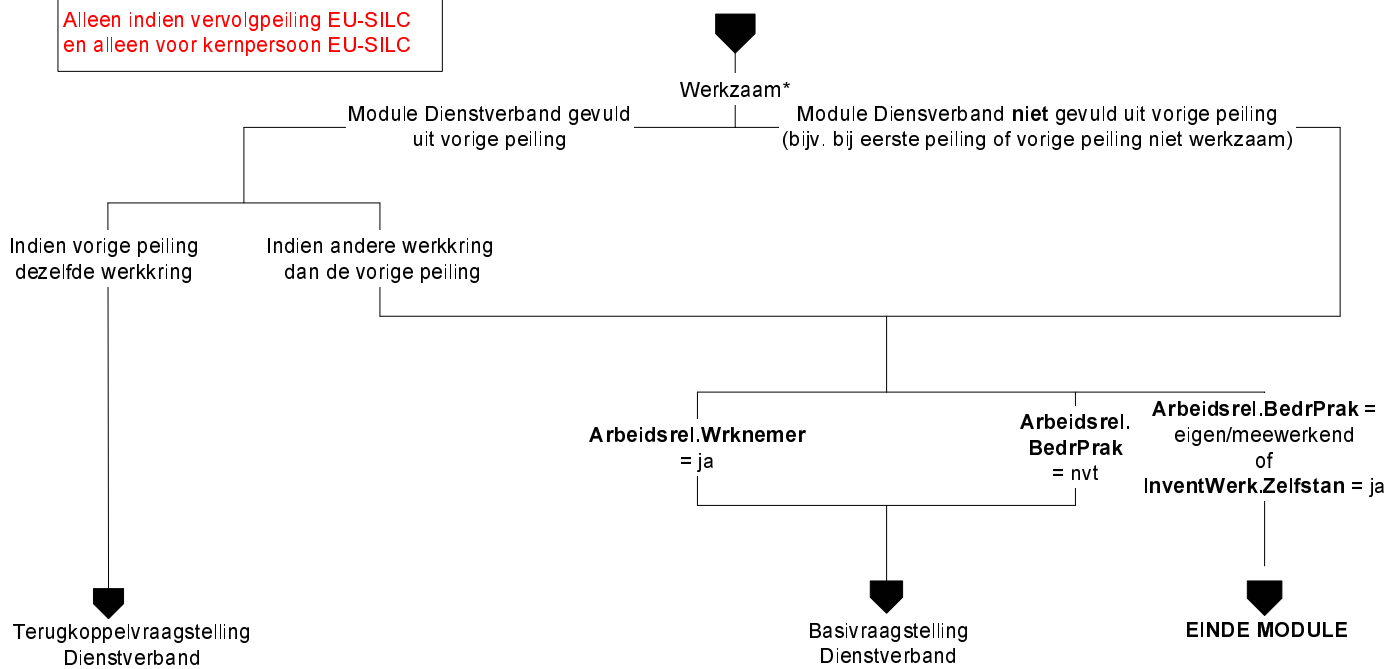 Alleen indien vervolgpeiling EU-SILC
en alleen voor kernpersoon EU-SILC
Werkzaam*
Module Dienstverband gevuld
uit vorige peiling
Module Diensverband niet gevuld uit vorige peiling
(bijv. bij eerste peiling of vorige peiling niet werkzaam)
Indien vorige peiling
dezelfde werkkring
Indien andere werkkring
dan de vorige peiling
Arbeidsrel.Wrknemer
= ja
Arbeidsrel.
BedrPrak
= nvt
Arbeidsrel.BedrPrak =
eigen/meewerkend
of
InventWerk.Zelfstan = ja
Terugkoppelvraagstelling
Dienstverband
Basivraagstelling
Dienstverband
EINDE MODULE